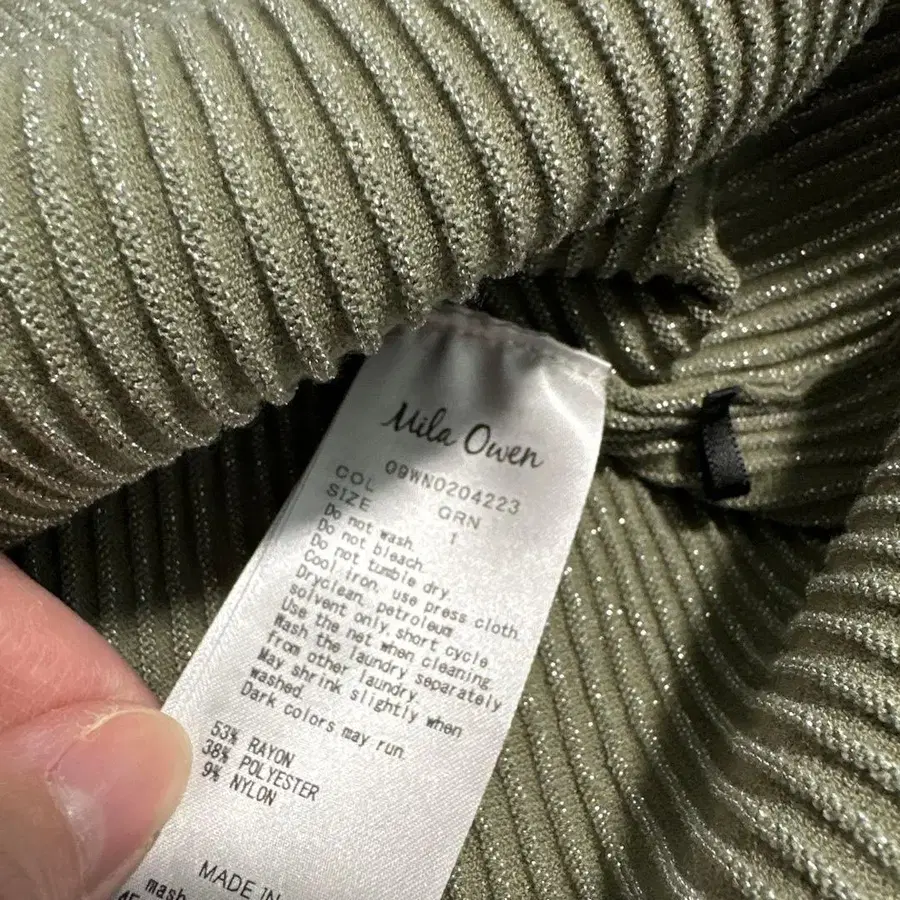 Mila Owen
09WNO204223
COL GRN
SIZE 1
Do not wash.
Do not bleach.
Do not tumble dry.
Cool iron, use press cloth.
Dryclean, petroleum
solvent only, short cycle.
Use the net when cleaning.
Wash the laundry separately
from other laundry.
May shrink slightly when
washed.
Dark colors may run.
53% RAYON
38% POLYESTER
9% NYLON
MADE IN
mash